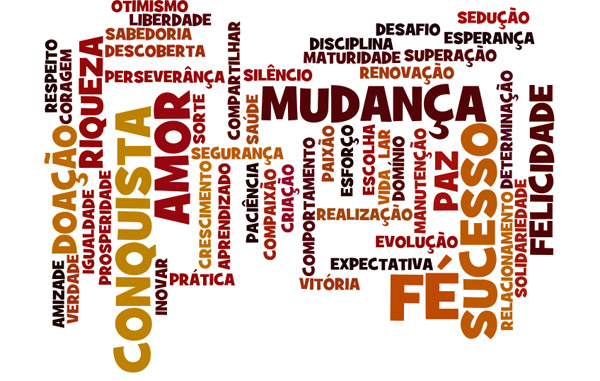 OTIMISMO
LIBERDADE
SABEDORIA
DESCOBERTA
PERSEVERÂNÇA
RESPEITO
CORAGEM
RIQUEZA
DOAÇÃO
IGUALDADE
PROSPERIDADE
AMIZADE
VERDADE
CONQUISTA
AMOR
INOVAR
SORTE
COMPARTILHAR
SAÚDE
SILÊNCIO
SEGURANÇA
CRESCIMENTO
APRENDIZADO
PRÁTICA
PACIÊNCIA
COMPAIXÃO
CRIAÇÃO
COMPORTAMENTO
DISCIPLINA
DESAFIO
SEDUÇÃO
ESPERANÇA
MATURIDADE
SUPERAÇÃO
RENOVAÇÃO
MUDANÇA
PAIXÃO
ESFORÇO
ESCOLHA
VIDA , LAR
DOMÍNIO
MANUTENÇÃO
PAZ
REALIZAÇÃO
EVOLUÇÃO
EXPECTATIVA
VITÓRIA
FÉ
SUCESSO
DETERMINAÇÃO
RELACIONAMENTO
SOLIDARIEDADE
FELICIDADE